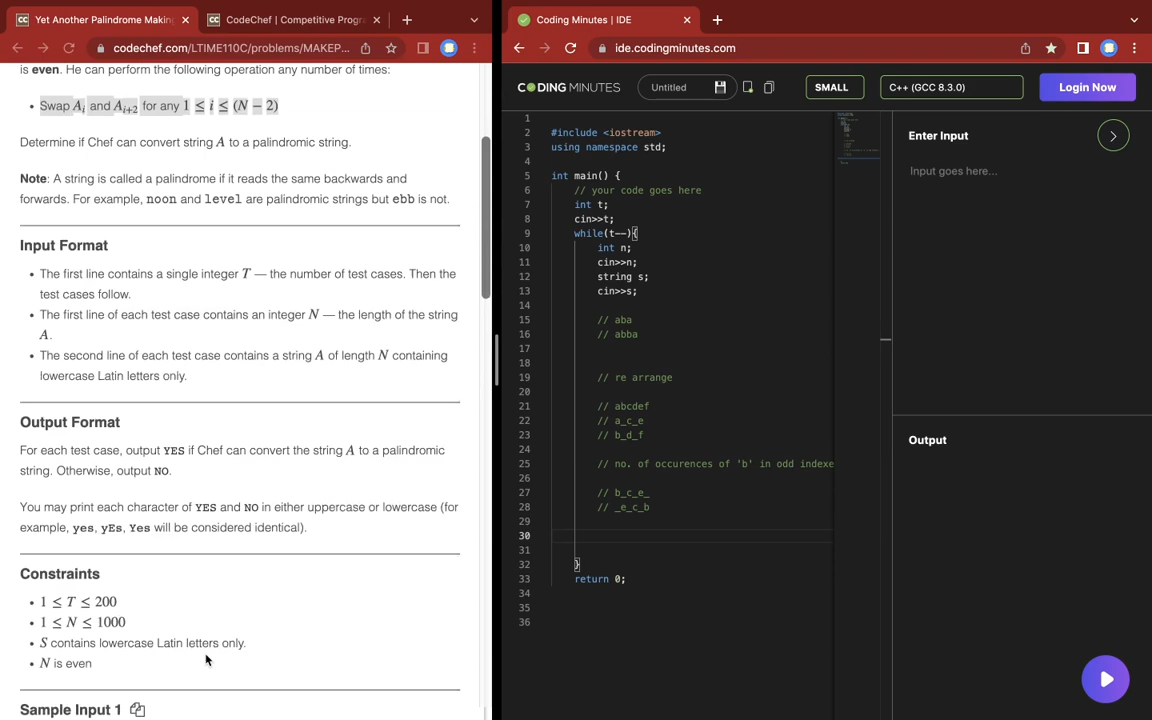 Yet Another Palindrome Making
CodeChef | Competitive Progra
codechef.com/LTIME110C/problems/MAKEP...
is even. He can perform the following operation any number of times:
• Swap Ai and Ai+2 for any 1 ≤ i ≤ (N − 2)
Determine if Chef can convert string A to a palindromic string.
Note: A string is called a palindrome if it reads the same backwards and
forwards. For example, noon and level are palindromic strings but ebb is not.
Input Format
• The first line contains a single integer T — the number of test cases. Then the
test cases follow.
• The first line of each test case contains an integer N — the length of the string
A.
• The second line of each test case contains a string A of length N containing
lowercase Latin letters only.
Output Format
For each test case, output YES if Chef can convert the string A to a palindromic
string. Otherwise, output NO.
You may print each character of YES and NO in either uppercase or lowercase (for
example, yes, yEs, Yes will be considered identical).
Constraints
• 1 ≤ T ≤ 200
• 1 ≤ N ≤ 1000
• S contains lowercase Latin letters only.
• N is even
Sample Input 1
Coding Minutes | IDE
ide.codingminutes.com
CODING MINUTES
Untitled
SMALL
C++ (GCC 8.3.0)
Login Now
1
2 #include <iostream>
3 using namespace std;
4
5 int main() {
6 // your code goes here
7 int t;
8 cin>>t;
9 while(t--){
10 int n;
11 cin>>n;
12 string s;
13 cin>>s;
14
15 // aba
16 // abba
17
18
19 // re arrange
20
21 // abcdef
22 // a_c_e
23 // b_d_f
24
25 // no. of occurences of 'b' in odd indexe
26
27 // b_c_e_
28 // _e_c_b
29
30
31
32 }
33 return 0;
34
35
36
Enter Input
Input goes here...
Output